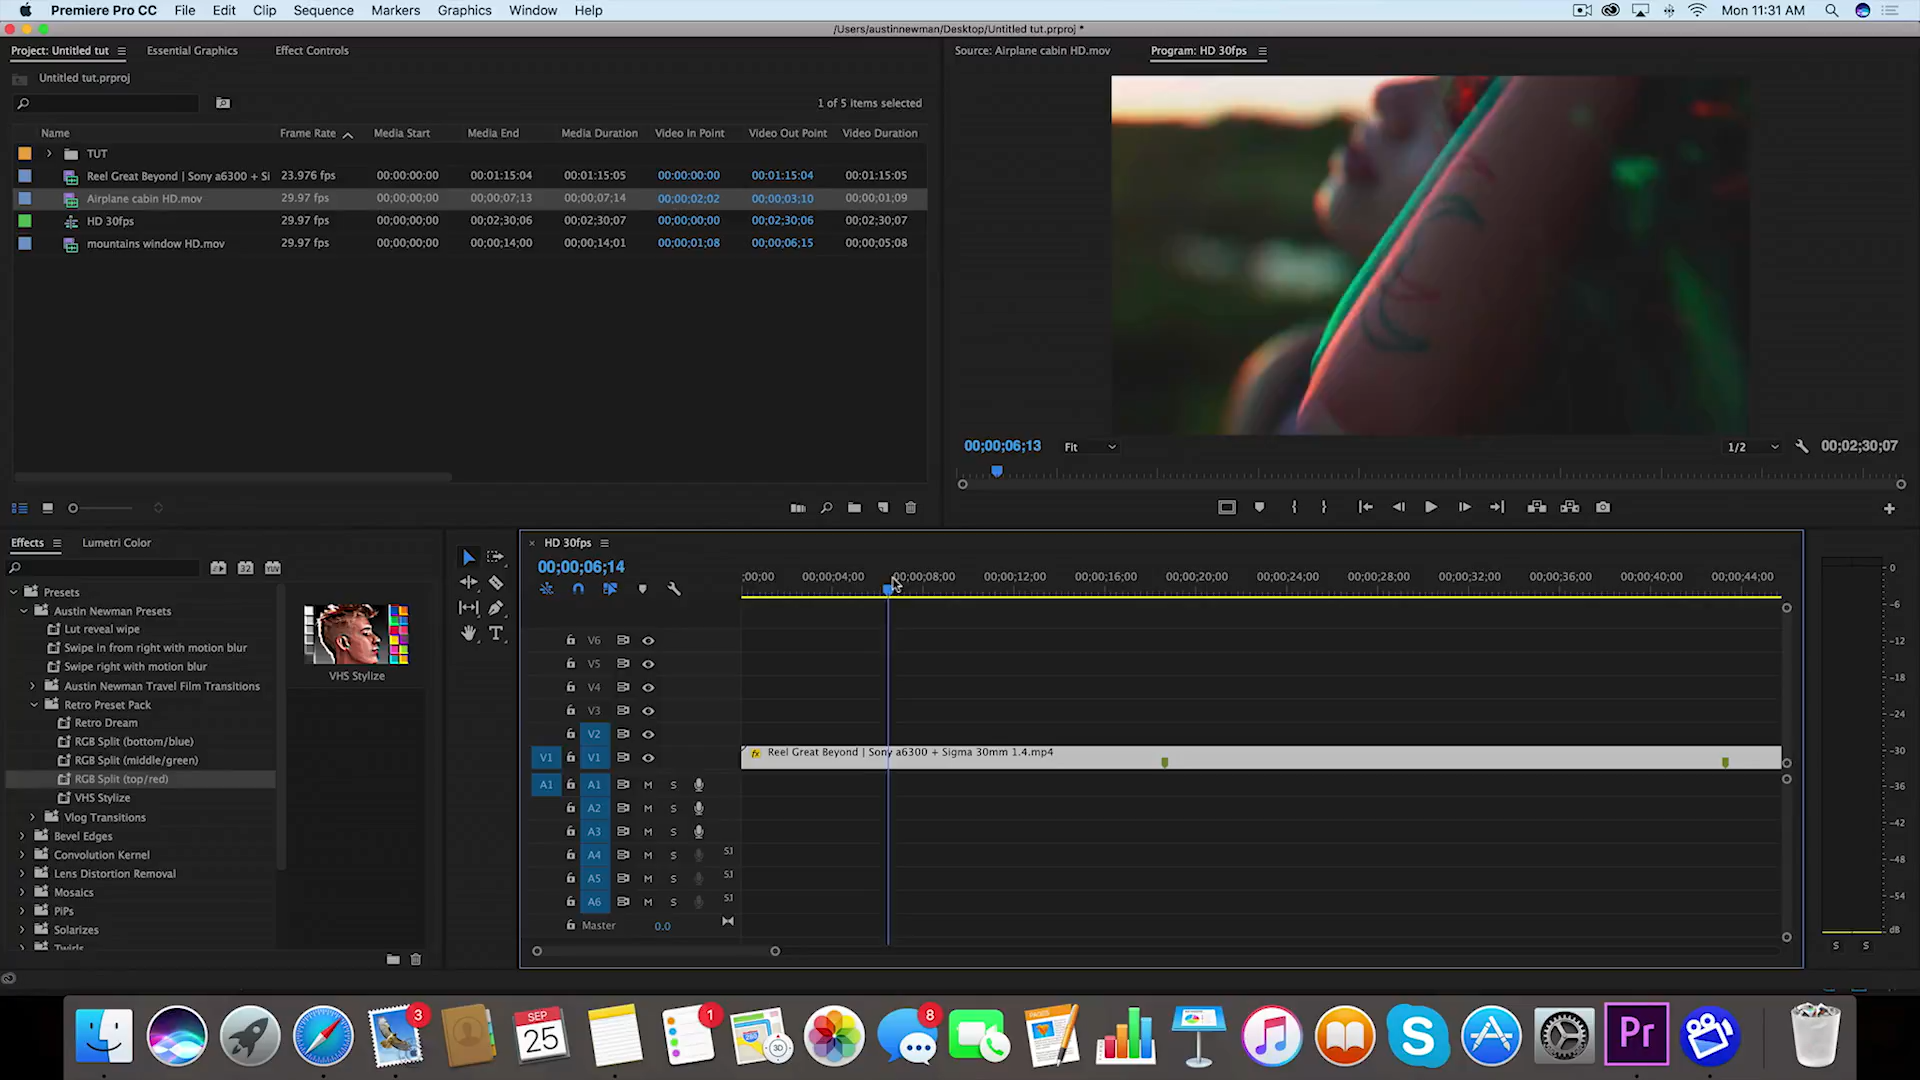 Premiere Pro CC File Edit Clip Sequence Markers Graphics Window Help Mon 11:31 AM
/Users/austinnewman/Desktop/Untitled tut.prproj *
Project: Untitled tut Essential Graphics Effect Controls
Source: Airplane cabin HD.mov Program: HD 30fps
Untitled tut.prproj
1 of 5 items selected
Name Frame Rate Media Start Media End Media Duration Video In Point Video Out Point Video Duration
TUT
Reel Great Beyond | Sony a6300 + Si 23.976 fps 00:00:00:00 00:01:15:04 00:01:15:05 00:00:00:00 00:01:15:04 00:01:15:05
Airplane cabin HD.mov 29.97 fps 00;00;00;00 00;00;07;13 00;00;07;14 00;00;02;02 00;00;03;10 00;00;01;09
HD 30fps 29.97 fps 00;00;00;00 00;02;30;06 00;02;30;07 00;00;00;00 00;02;30;06 00;02;30;07
mountains window HD.mov 29.97 fps 00;00;00;00 00;00;14;00 00;00;14;01 00;00;01;08 00;00;06;15 00;00;05;08
00;00;06;13 Fit 1/2 00;02;30;07
Effects Lumetri Color
32 YUV
Presets
Austin Newman Presets
Lut reveal wipe
Swipe in from right with motion blur
Swipe right with motion blur
Austin Newman Travel Film Transitions
Retro Preset Pack
Retro Dream
RGB Split (bottom/blue)
RGB Split (middle/green)
RGB Split (top/red)
VHS Stylize
Vlog Transitions
Bevel Edges
Convolution Kernel
Lens Distortion Removal
Mosaics
PiPs
Solarizes
Twirls
VHS Stylize
T
× HD 30fps
00;00;06;14
;00;00 00;00;04;00 00;00;08;00 00;00;12;00 00;00;16;00 00;00;20;00 00;00;24;00 00;00;28;00 00;00;32;00 00;00;36;00 00;00;40;00 00;00;44;00
V6
V5
V4
V3
V2
V1 V1 fx Reel Great Beyond | Sony a6300 + Sigma 30mm 1.4.mp4
A1 A1 M S
A2 M S
A3 M S
A4 M S S1
A5 M S S1
A6 M S S1
Master 0.0
0
-6
-12
-18
-24
-30
-36
-42
-48
-54
dB
S S
3
SEP
25
1
3D
8
PAGES
S
Pr